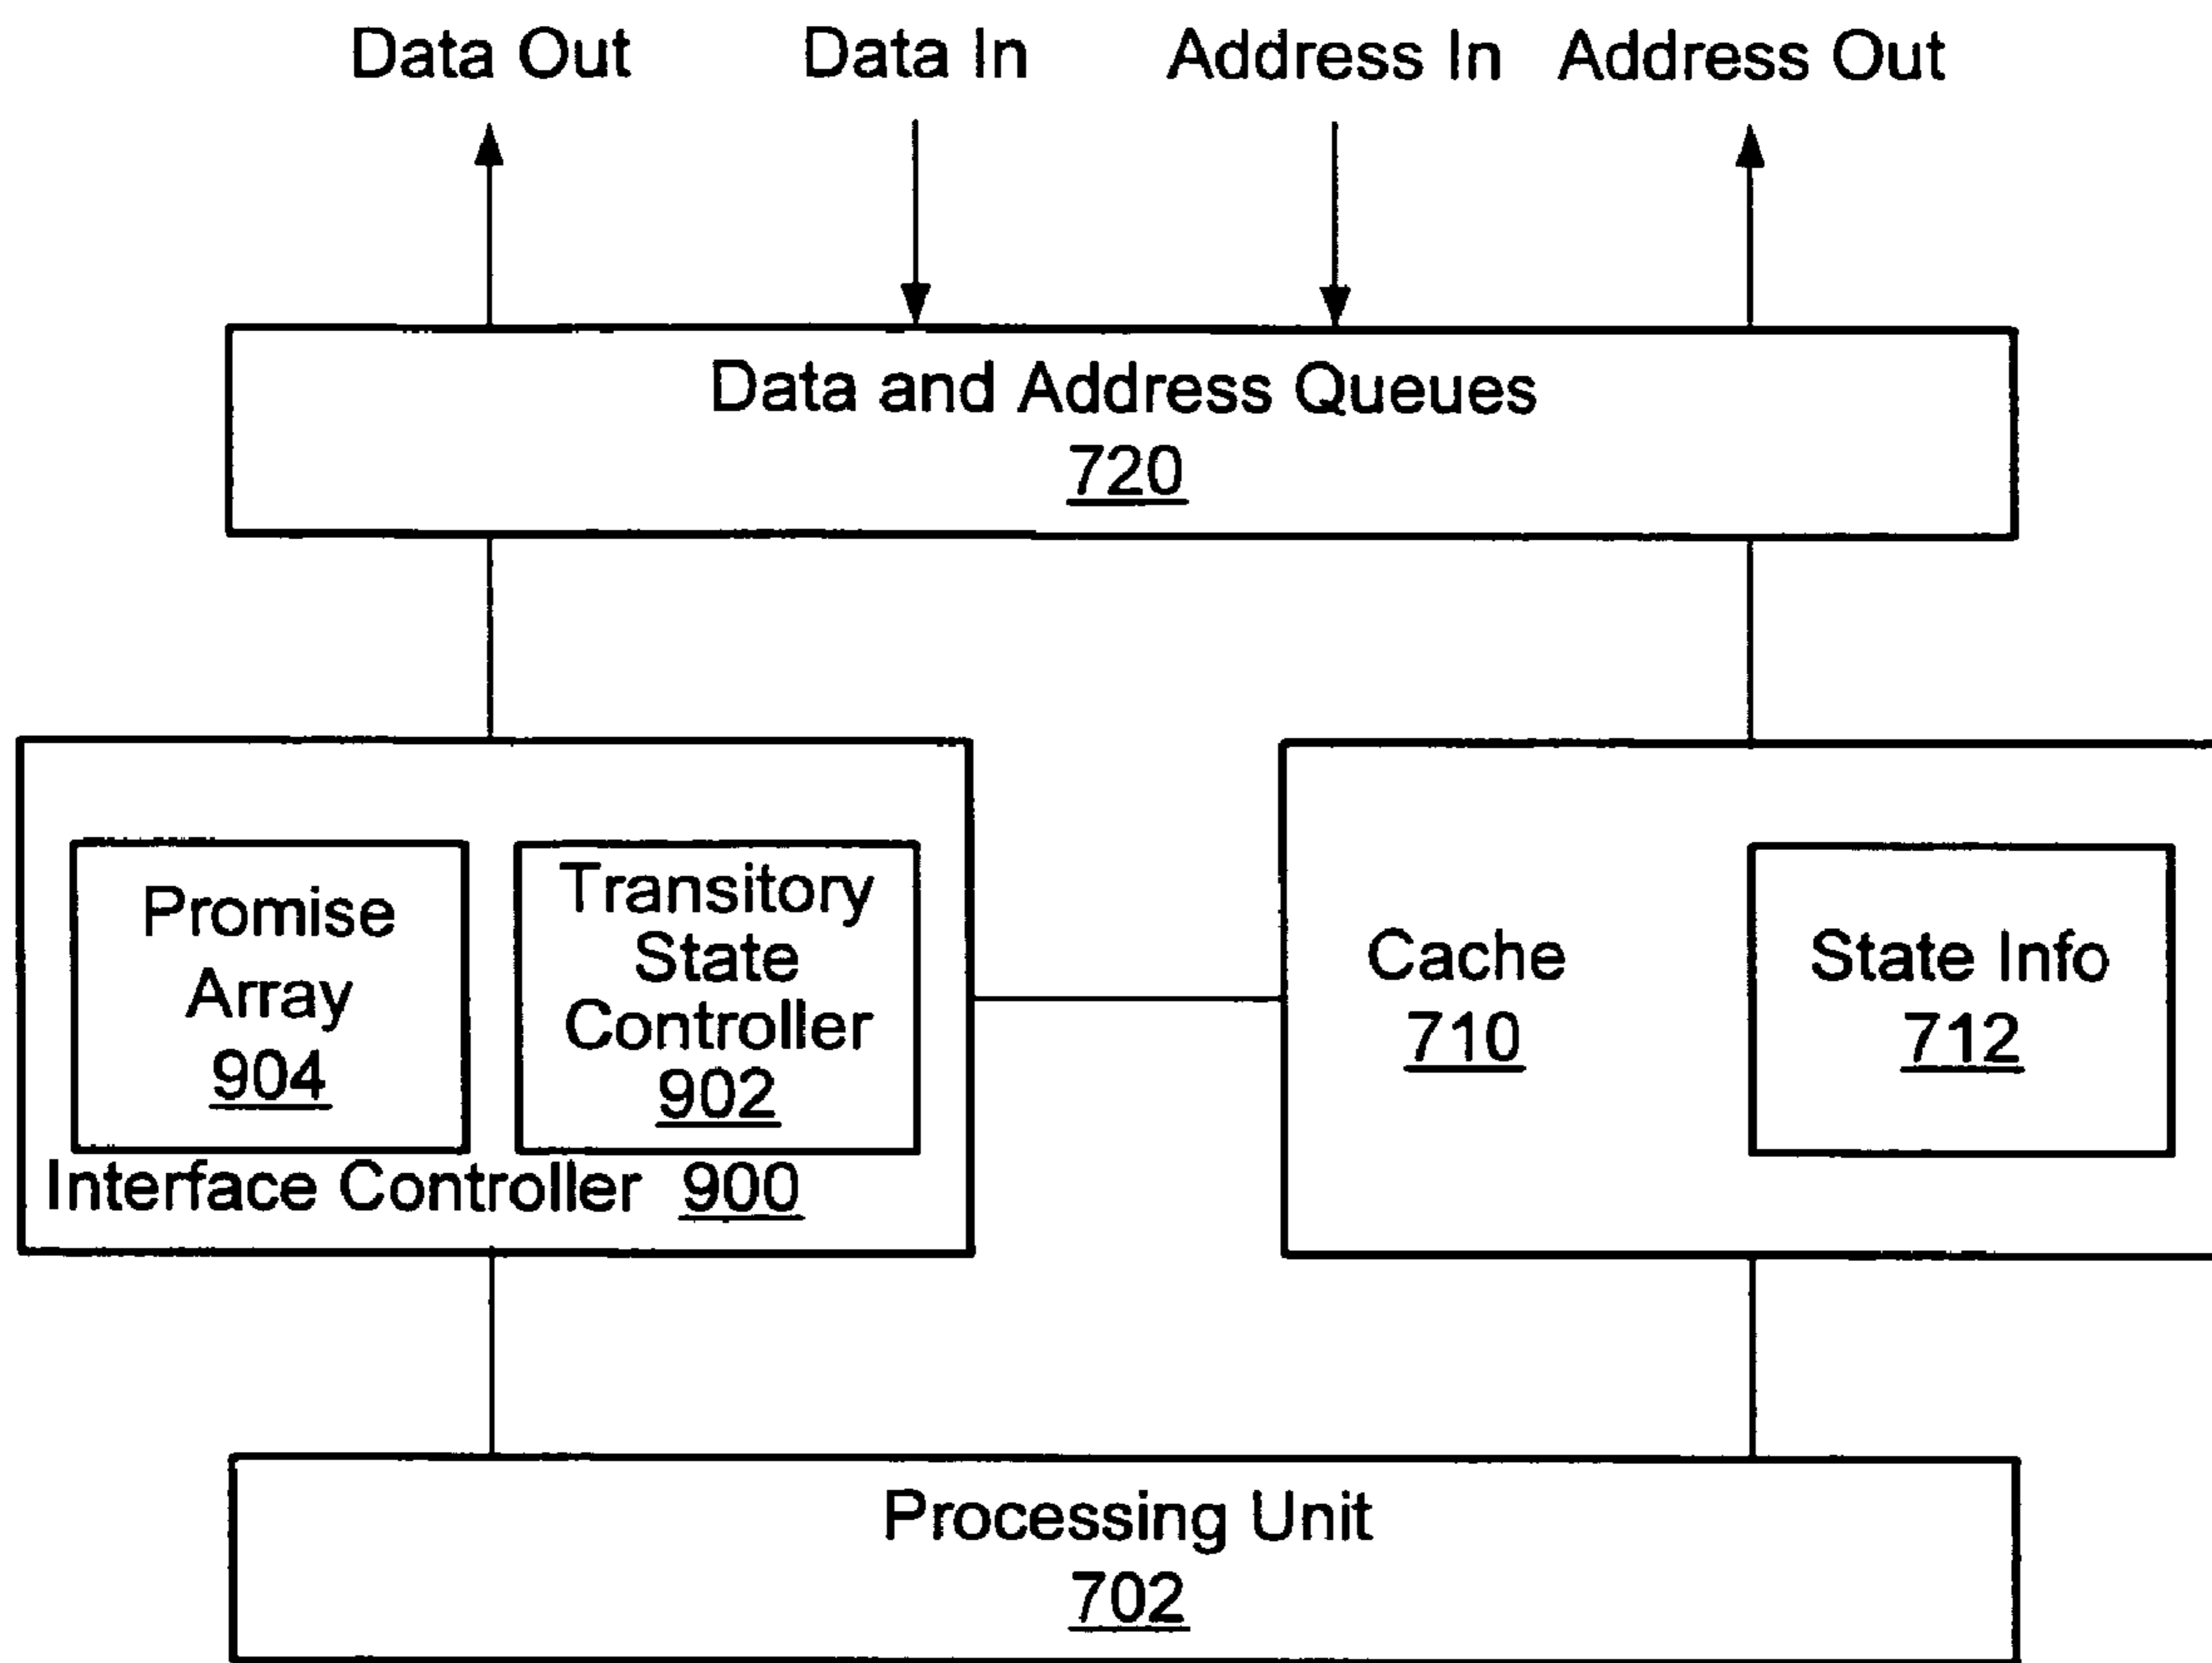 Data Out
Data In
Address In
Address Out
Data and Address Queues
720
Promise
Array
904
Transitory
State
Controller
902
Interface Controller 900
Cache
710
State Info
712
Processing Unit
702